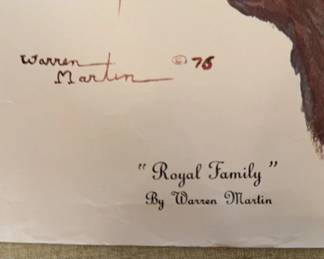 Warren
Martin © 76
" Royal Family "
By Warren Martin